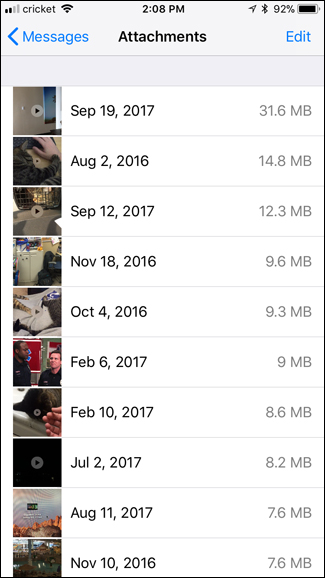 cricket 2:08 PM 92%
Messages Attachments Edit
Sep 19, 2017 31.6 MB
Aug 2, 2016 14.8 MB
Sep 12, 2017 12.3 MB
Nov 18, 2016 9.6 MB
Oct 4, 2016 9.3 MB
Feb 6, 2017 9 MB
Feb 10, 2017 8.6 MB
Jul 2, 2017 8.2 MB
Aug 11, 2017 7.6 MB
Nov 10, 2016 7.6 MB